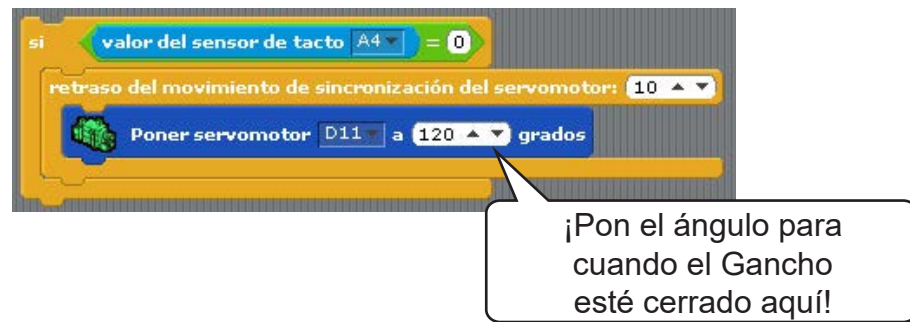 si valor del sensor de tacto A4 = 0
retraso del movimiento de sincronización del servomotor: 10
Poner servomotor D11 a 120 grados
¡Pon el ángulo para
cuando el Gancho
esté cerrado aquí!